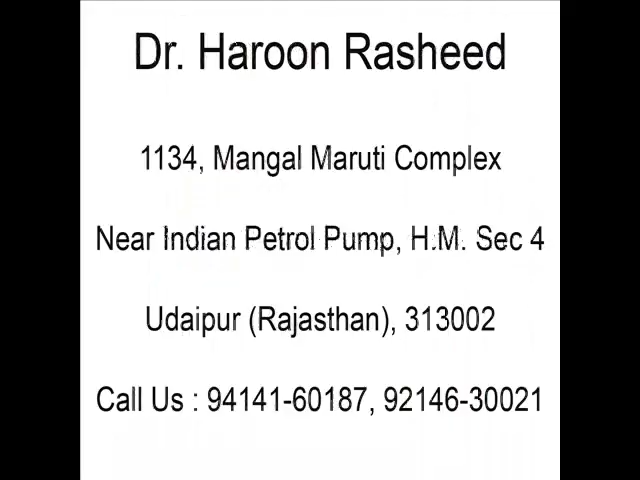 Dr. Haroon Rasheed
1134, Mangal Maruti Complex
Near Indian Petrol Pump, H.M. Sec 4
Udaipur (Rajasthan), 313002
Call Us : 94141-60187, 92146-30021